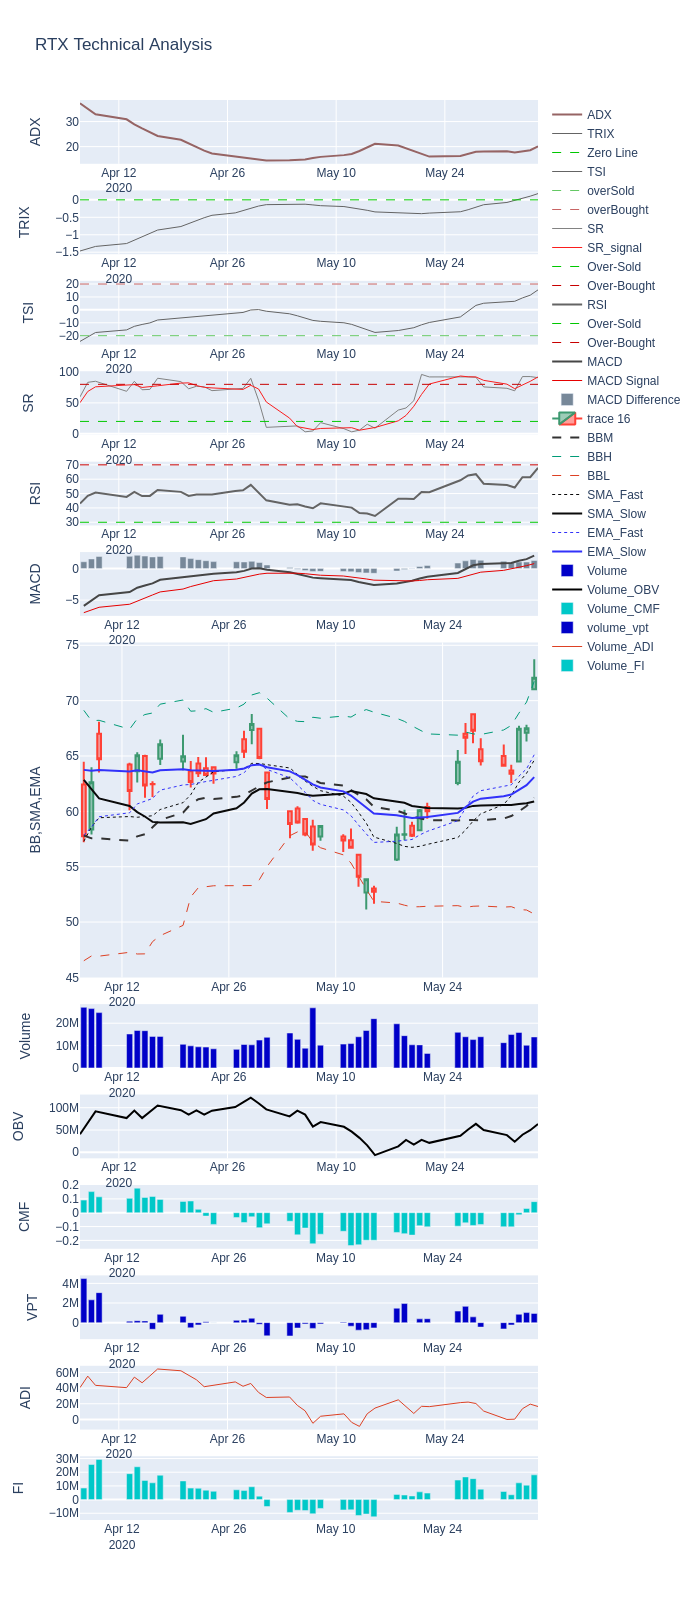 RTX Technical Analysis
ADX
30
20
Apr 12
2020
Apr 26
May 10
May 24
TRIX
0
−0.5
−1
−1.5
Apr 12
2020
Apr 26
May 10
May 24
TSI
20
10
0
−10
−20
Apr 12
2020
Apr 26
May 10
May 24
SR
100
50
0
Apr 12
2020
Apr 26
May 10
May 24
RSI
70
60
50
40
30
Apr 12
2020
Apr 26
May 10
May 24
MACD
0
−5
Apr 12
2020
Apr 26
May 10
May 24
BB,SMA,EMA
75
70
65
60
55
50
45
Apr 12
2020
Apr 26
May 10
May 24
Volume
20M
10M
0
Apr 12
2020
Apr 26
May 10
May 24
OBV
100M
50M
0
Apr 12
2020
Apr 26
May 10
May 24
CMF
0.2
0.1
0
−0.1
−0.2
Apr 12
2020
Apr 26
May 10
May 24
VPT
4M
2M
0
Apr 12
2020
Apr 26
May 10
May 24
ADI
60M
40M
20M
0
Apr 12
2020
Apr 26
May 10
May 24
FI
30M
20M
10M
0
−10M
Apr 12
2020
Apr 26
May 10
May 24
ADX
TRIX
Zero Line
TSI
overSold
overBought
SR
SR_signal
Over-Sold
Over-Bought
RSI
Over-Sold
Over-Bought
MACD
MACD Signal
MACD Difference
trace 16
BBM
BBH
BBL
SMA_Fast
SMA_Slow
EMA_Fast
EMA_Slow
Volume
Volume_OBV
Volume_CMF
volume_vpt
Volume_ADI
Volume_FI